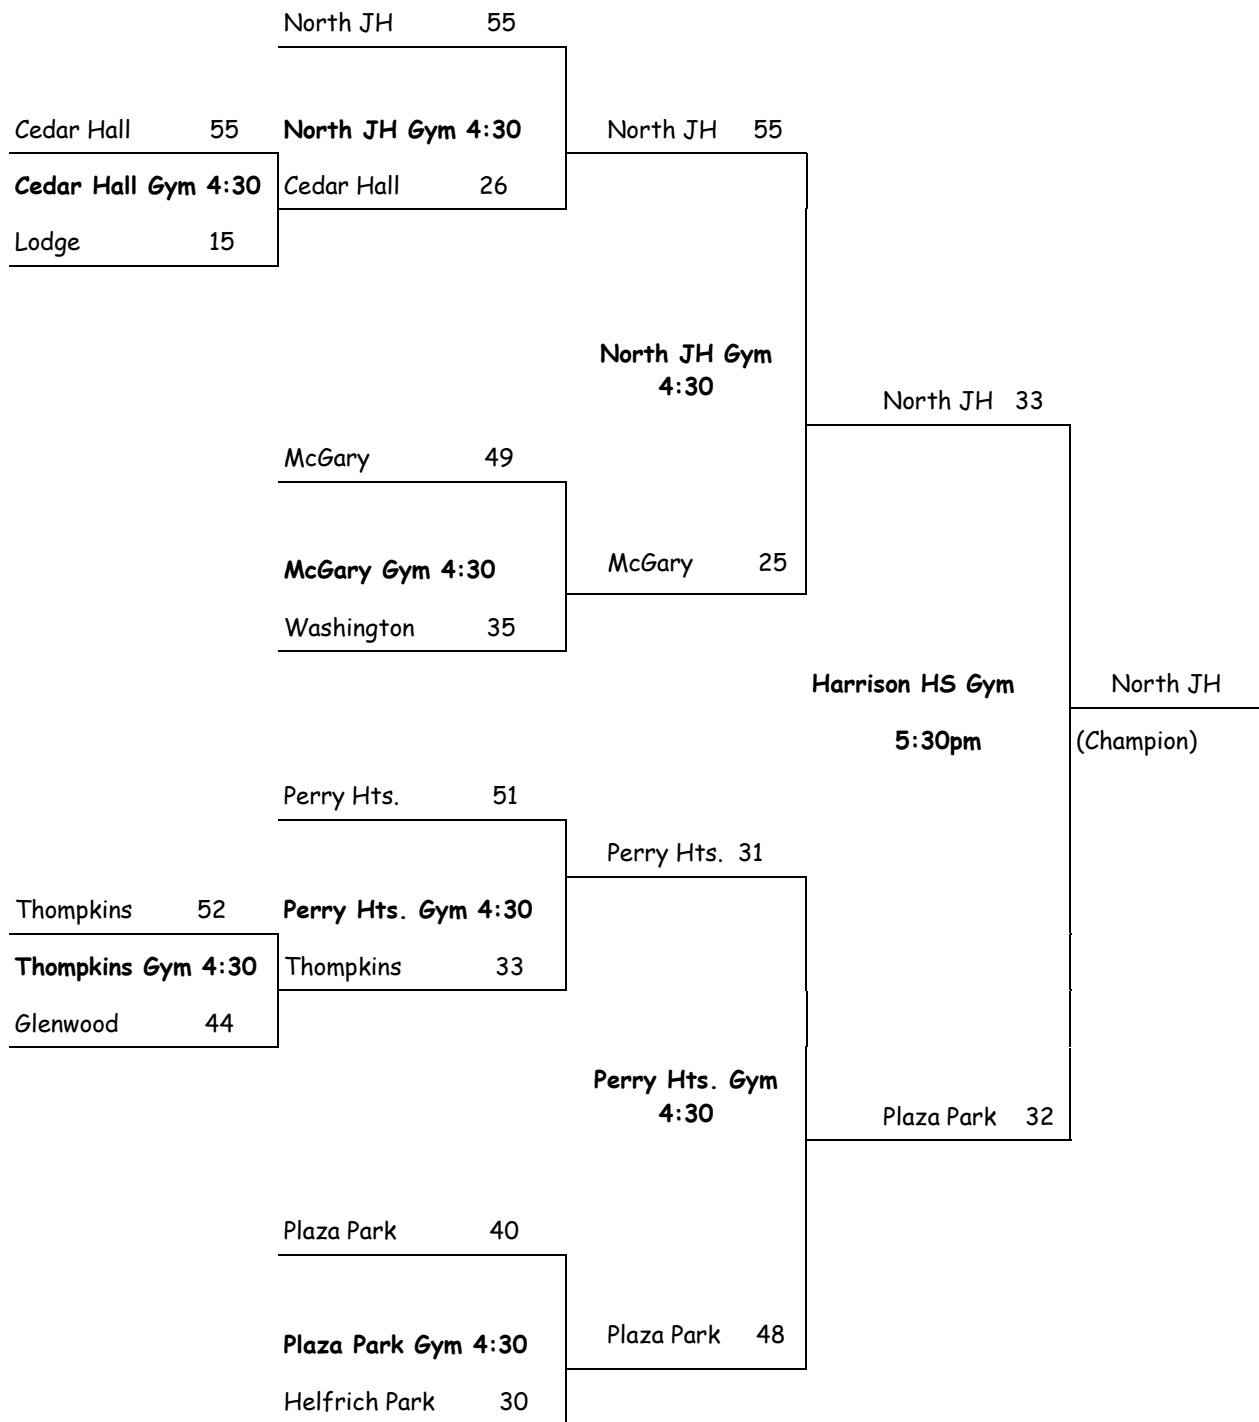 North JH 55
Cedar Hall 55
North JH Gym 4:30
North JH 55
Cedar Hall Gym 4:30
Cedar Hall 26
Lodge 15
North JH Gym
4:30
North JH 33
McGary 49
McGary Gym 4:30
McGary 25
Washington 35
Harrison HS Gym
5:30pm
North JH
(Champion)
Perry Hts. 51
Perry Hts. 31
Thompkins 52
Perry Hts. Gym 4:30
Thompkins Gym 4:30
Thompkins 33
Glenwood 44
Perry Hts. Gym
4:30
Plaza Park 32
Plaza Park 40
Plaza Park Gym 4:30
Plaza Park 48
Helfrich Park 30